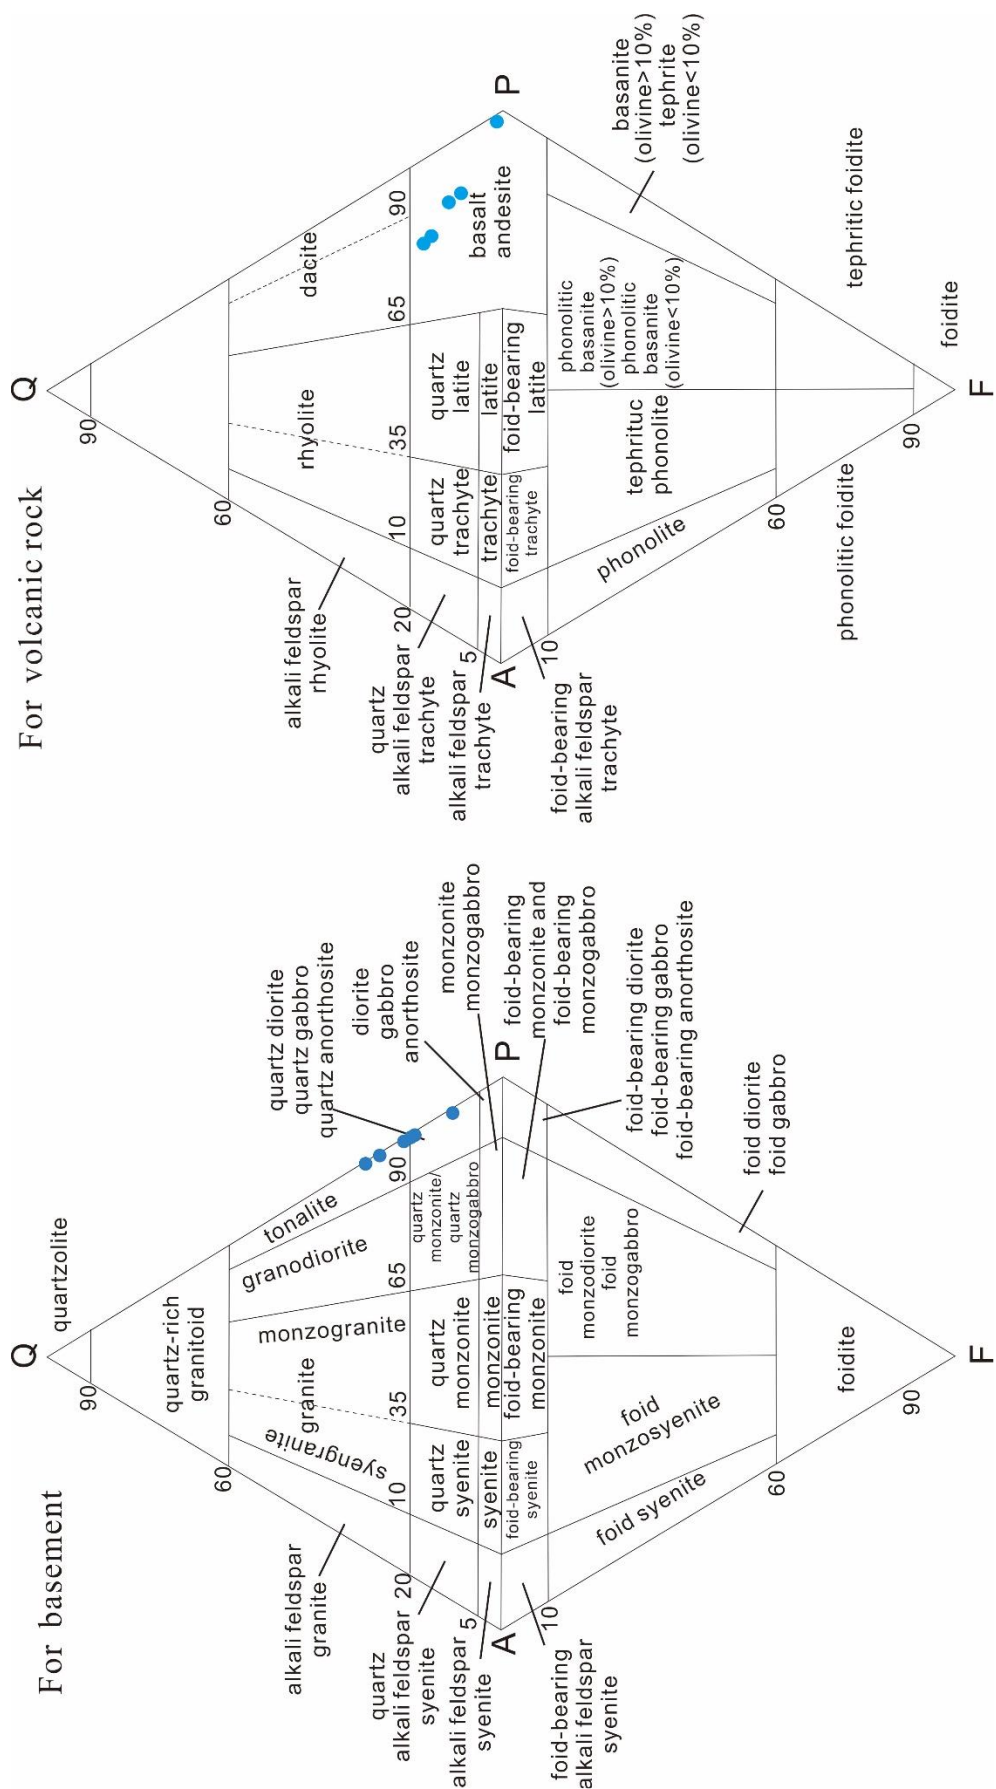 For basement
Q
quartzolite
90
quartz-rich
granitoid
60
alkali feldspar
granite
syengranite
granite
monzogranite
granodiorite
tonalite
quartz diorite
quartz gabbro
quartz anorthosite
20
10
35
65
90
quartz
alkali feldspar
syenite
quartz
syenite
quartz
monzonite
quartz
monzonite/
quartz
monzogabbro
diorite
gabbro
anorthosite
5
alkali feldspar
syenite
syenite
monzonite
monzonite
monzogabbro
A
P
foid-bearing
syenite
foid-bearing
monzonite
foid-bearing
monzonite and
foid-bearing
monzogabbro
10
foid-bearing
alkali feldspar
syenite
foid-bearing diorite
foid-bearing gabbro
foid-bearing anorthosite
foid syenite
foid
monzosyenite
foid
monzodiorite
foid
monzogabbro
foid diorite
foid gabbro
60
foidite
90
F
For volcanic rock
Q
90
60
alkali feldspar
rhyolite
rhyolite
dacite
20
10
35
65
90
quartz
alkali feldspar
trachyte
quartz
trachyte
quartz
latite
basalt
andesite
5
alkali feldspar
trachyte
trachyte
latite
A
P
foid-bearing
trachyte
foid-bearing
latite
10
foid-bearing
alkali feldspar
trachyte
phonolite
tephrituc
phonolite
phonolitic
basanite
(olivine>10%)
phonolitic
basanite
(olivine<10%)
basanite
(olivine>10%)
tephrite
(olivine<10%)
60
phonolitic foidite
tephritic foidite
90
foidite
F